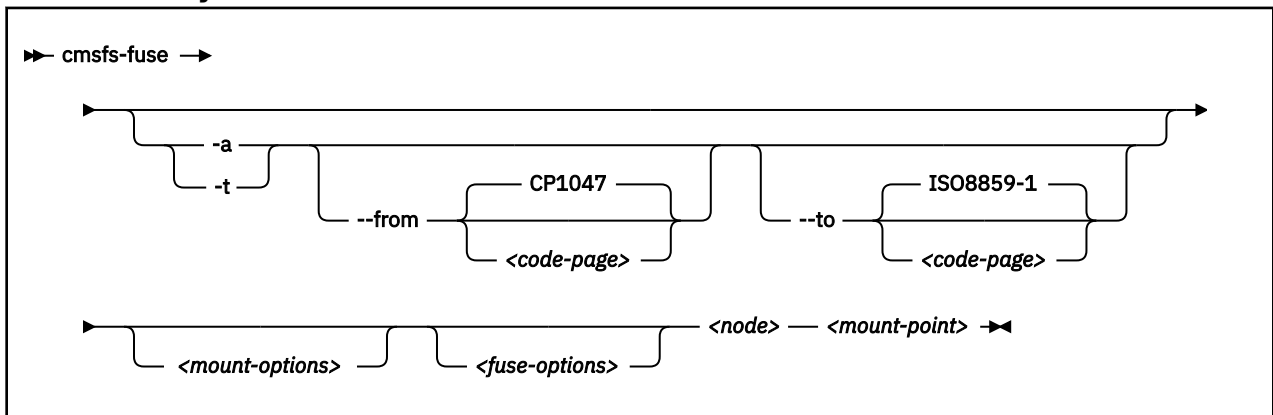 cmsfs-fuse
-a
-t
CP1047
ISO8859-1
--from
--to
<code-page>
<code-page>
<node> <mount-point>
<mount-options>
<fuse-options>